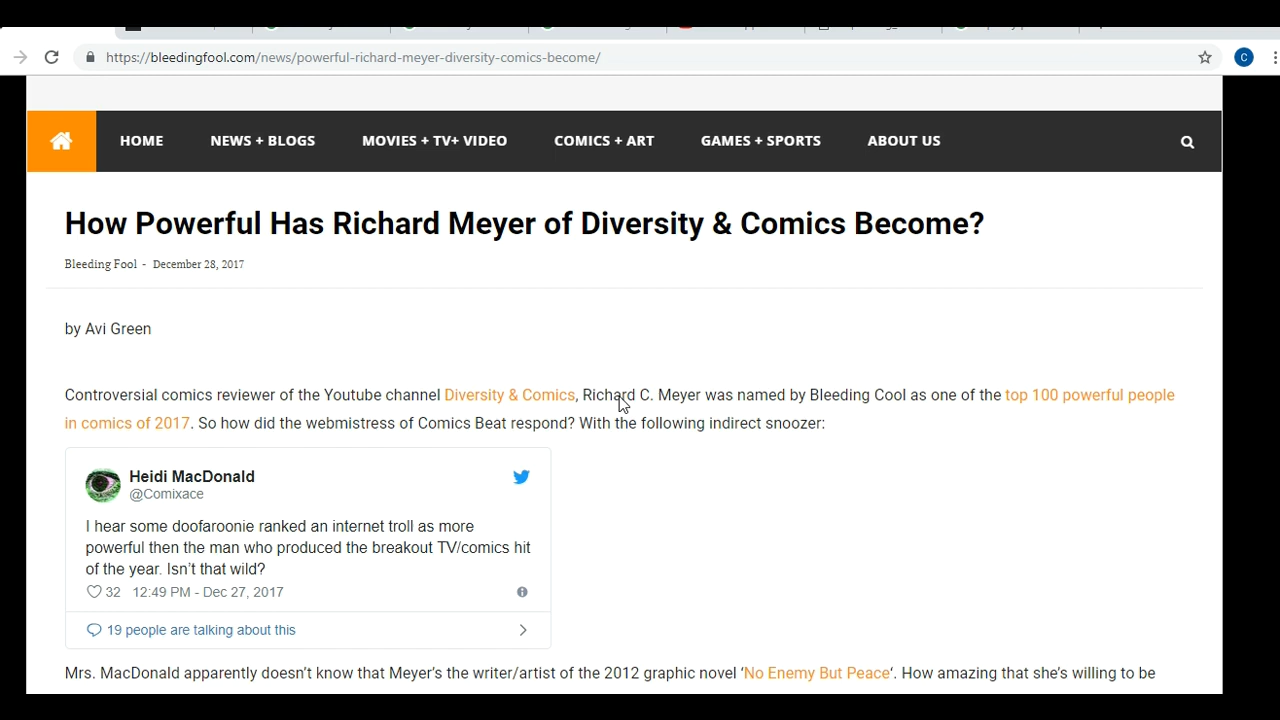 https://bleedingfool.com/news/powerful-richard-meyer-diversity-comics-become/
C
HOME NEWS + BLOGS MOVIES + TV+ VIDEO COMICS + ART GAMES + SPORTS ABOUT US
How Powerful Has Richard Meyer of Diversity & Comics Become?
Bleeding Fool - December 28, 2017
by Avi Green
Controversial comics reviewer of the Youtube channel Diversity & Comics, Richard C. Meyer was named by Bleeding Cool as one of the top 100 powerful people
in comics of 2017. So how did the webmistress of Comics Beat respond? With the following indirect snoozer:
Heidi MacDonald
@Comixace
I hear some doofaroonie ranked an internet troll as more
powerful then the man who produced the breakout TV/comics hit
of the year. Isn't that wild?
32 12:49 PM - Dec 27, 2017
19 people are talking about this
Mrs. MacDonald apparently doesn't know that Meyer's the writer/artist of the 2012 graphic novel 'No Enemy But Peace'. How amazing that she's willing to be